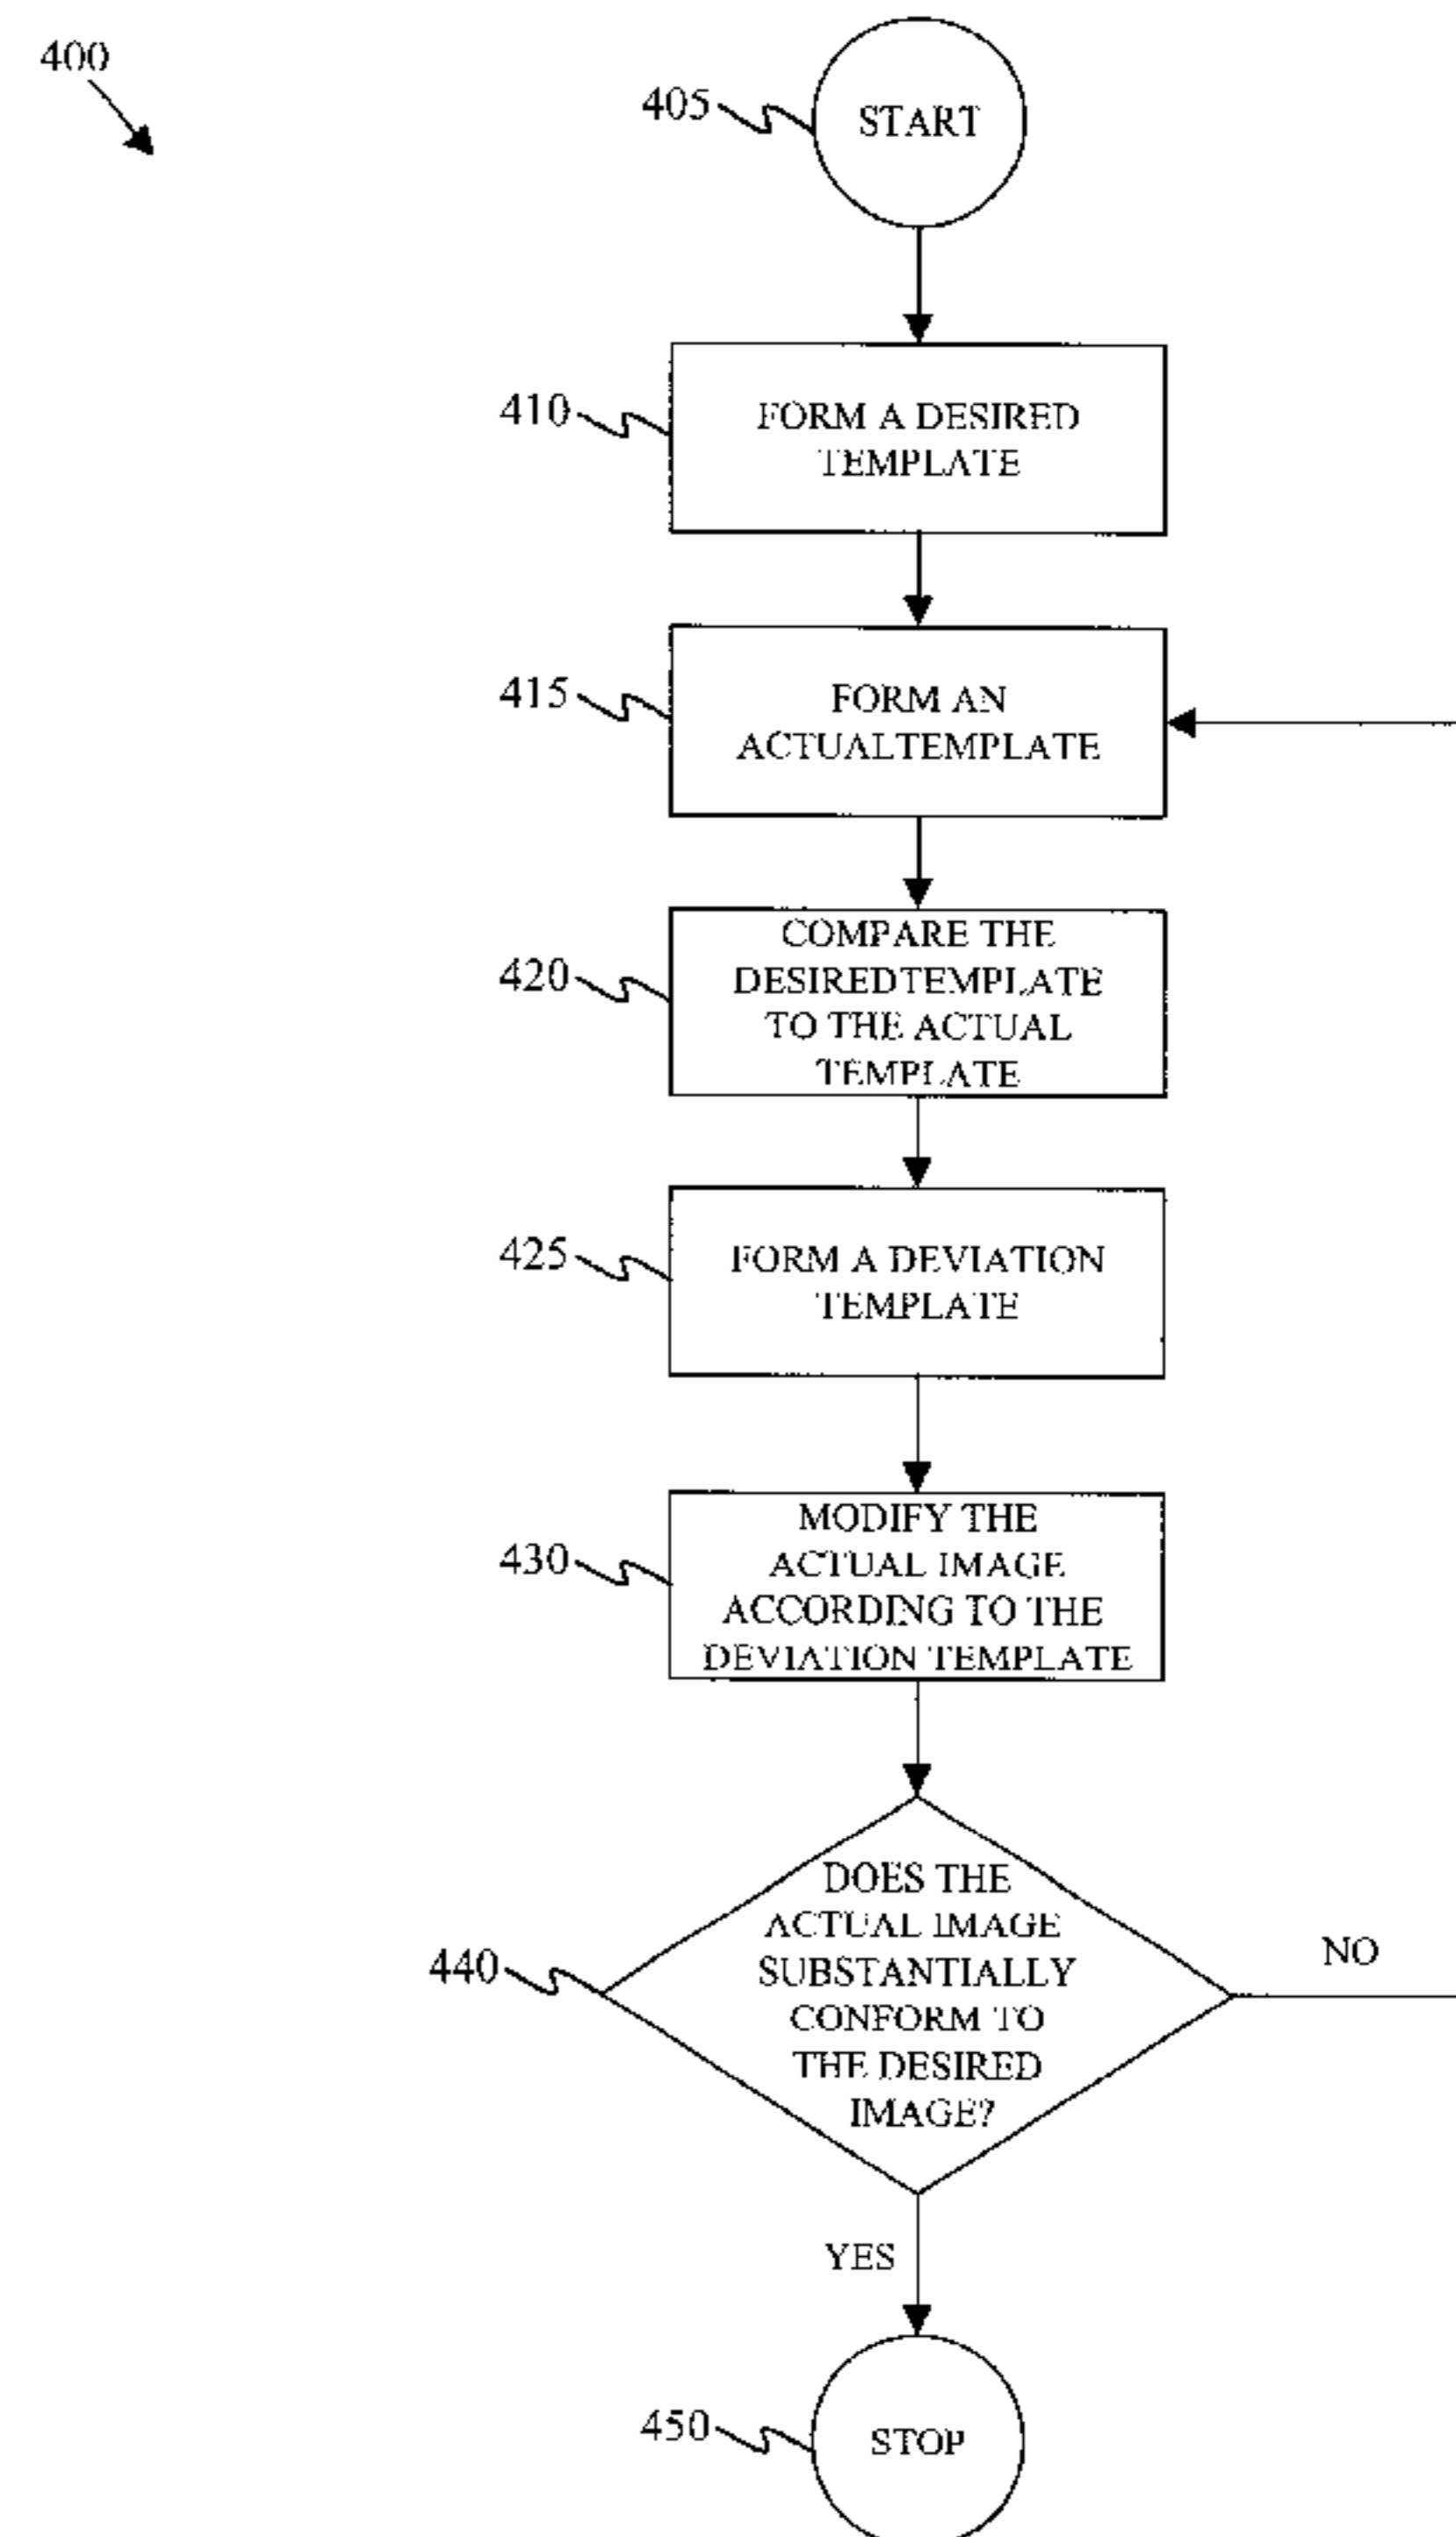 400
405
START
410
FORM A DESIRED
TEMPLATE
415
FORM AN
ACTUALTEMPLATE
420
COMPARE THE
DESIREDTEMPLATE
TO THE ACTUAL
TEMPLATE
425
FORM A DEVIATION
TEMPLATE
430
MODIFY THE
ACTUAL IMAGE
ACCORDING TO THE
DEVIATION TEMPLATE
440
DOES THE
ACTUAL IMAGE
SUBSTANTIALLY
CONFORM TO
THE DESIRED
IMAGE?
NO
YES
450
STOP